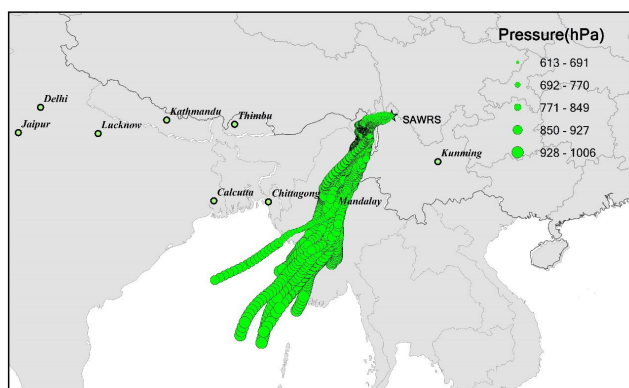 Pressure(hPa)
613 - 691
692 - 770
771 - 849
850 - 927
928 - 1006
SAWRS
Delhi
Jaipur
Lucknow
Kathmandu
Thimbu
Kunming
Calcutta
Chittagong
Mandalay